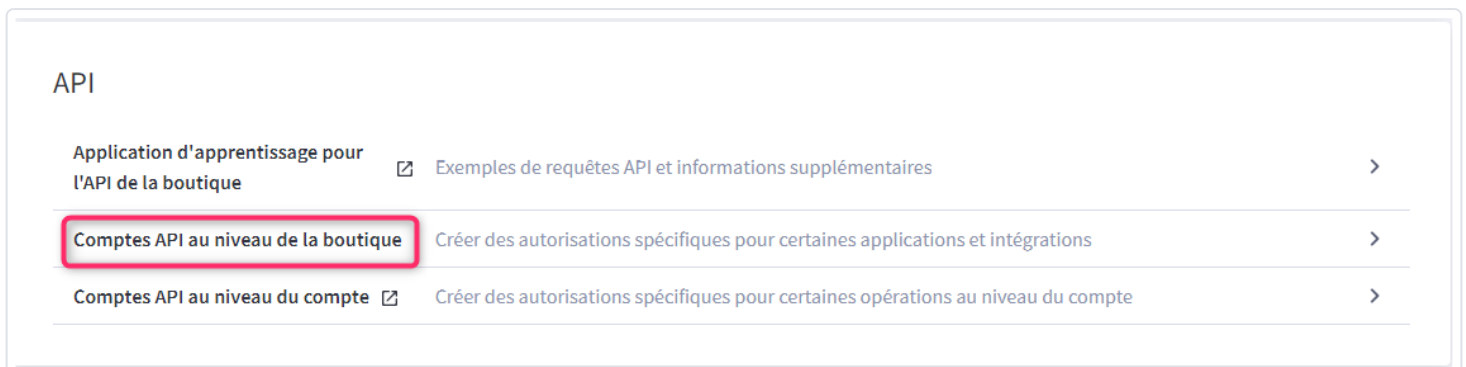 API
Application d'apprentissage pour
l'API de la boutique
Exemples de requêtes API et informations supplémentaires
Comptes API au niveau de la boutique
Créer des autorisations spécifiques pour certaines applications et intégrations
Comptes API au niveau du compte
Créer des autorisations spécifiques pour certaines opérations au niveau du compte